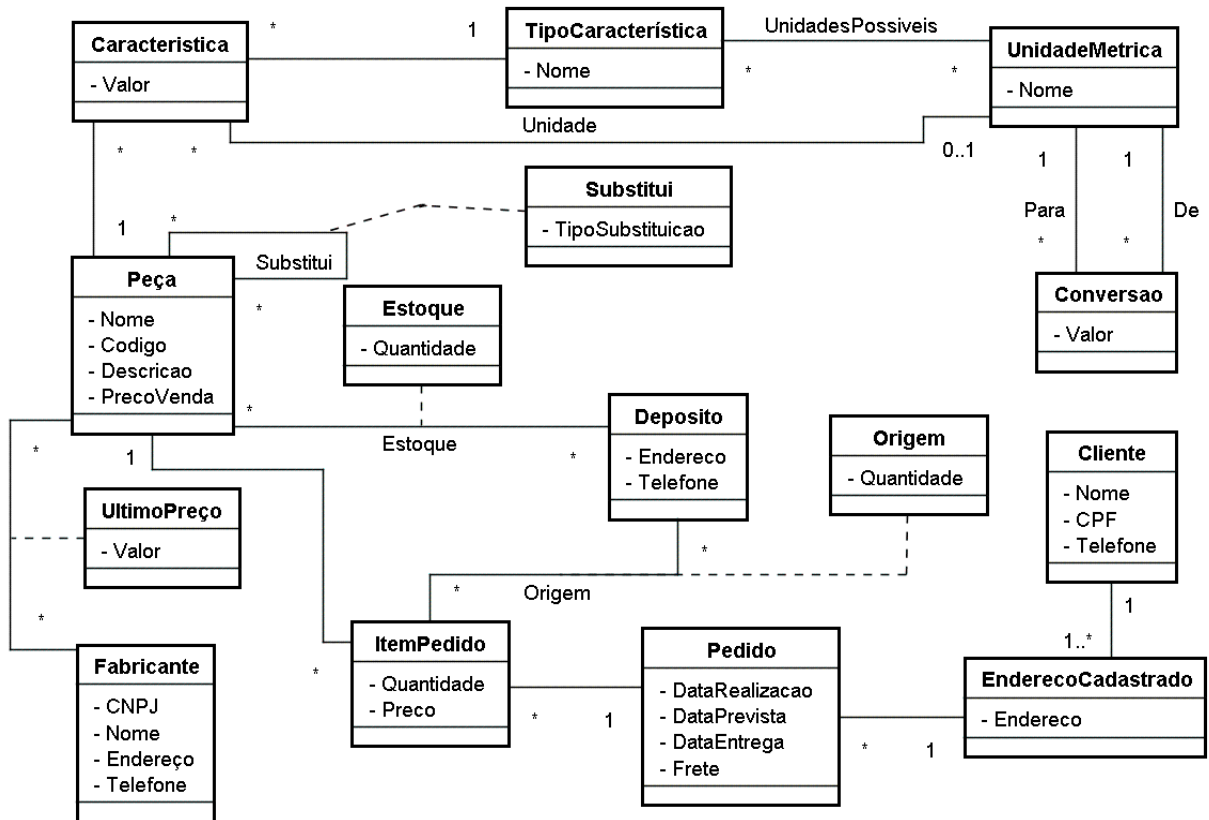 Caracteristica
- Valor
*
1
TipoCaracterística
- Nome
UnidadesPossiveis
*
*
UnidadeMetrica
- Nome
Unidade
*
*
0..1
1
1
Para
De
*
*
Conversao
- Valor
Substitui
- TipoSubstituicao
1
*
Substitui
*
Peça
- Nome
- Codigo
- Descricao
- PrecoVenda
Estoque
- Quantidade
*
Estoque
*
Deposito
- Endereco
- Telefone
Origem
- Quantidade
Cliente
- Nome
- CPF
- Telefone
*
1
UltimoPreço
- Valor
*
*
*
Origem
1
1..*
Fabricante
- CNPJ
- Nome
- Endereço
- Telefone
*
ItemPedido
- Quantidade
- Preco
*
1
Pedido
- DataRealizacao
- DataPrevista
- DataEntrega
- Frete
*
1
EnderecoCadastrado
- Endereco